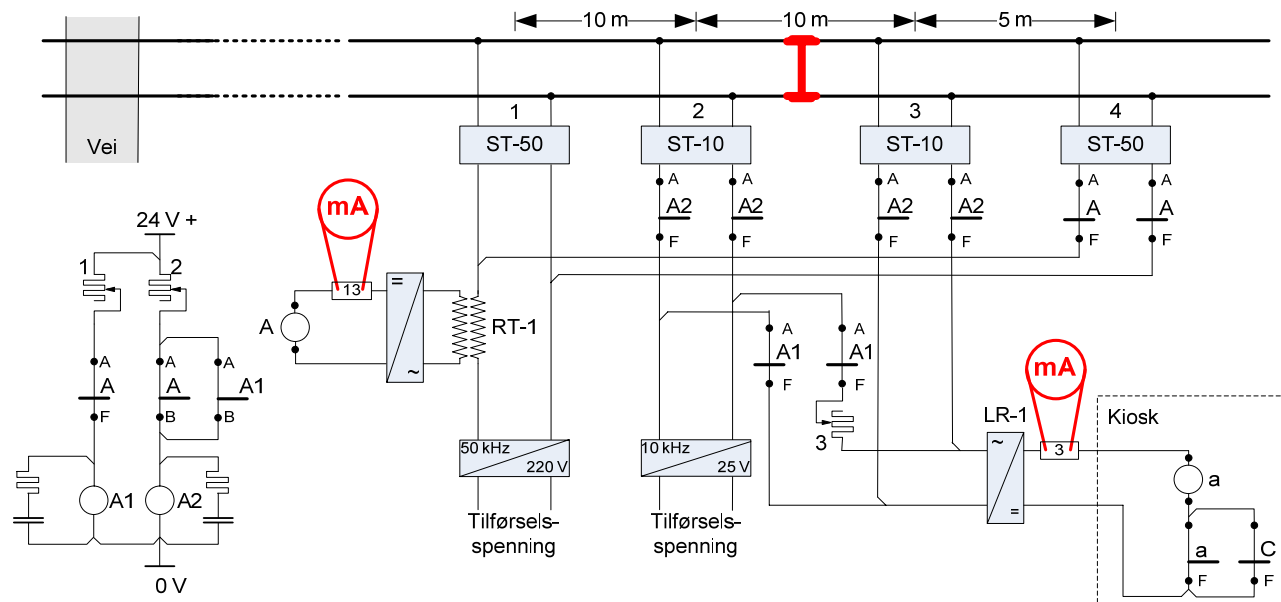 10 m
10 m
5 m
Vei
1
2
3
4
ST-50
ST-10
ST-10
ST-50
A A A A A A
A2 A2 A2 A2 A A
F F F F F F
mA
24 V +
1 2
=
13
A
RT-1
~
A A A
A A A1
F B B
A A
A1 A1
F F
3
mA
LR-1
~
3
=
Kiosk
a
a C
F F
50 kHz
220 V
10 kHz
25 V
A1 A2
Tilførsels-
spenning
Tilførsels-
spenning
0 V